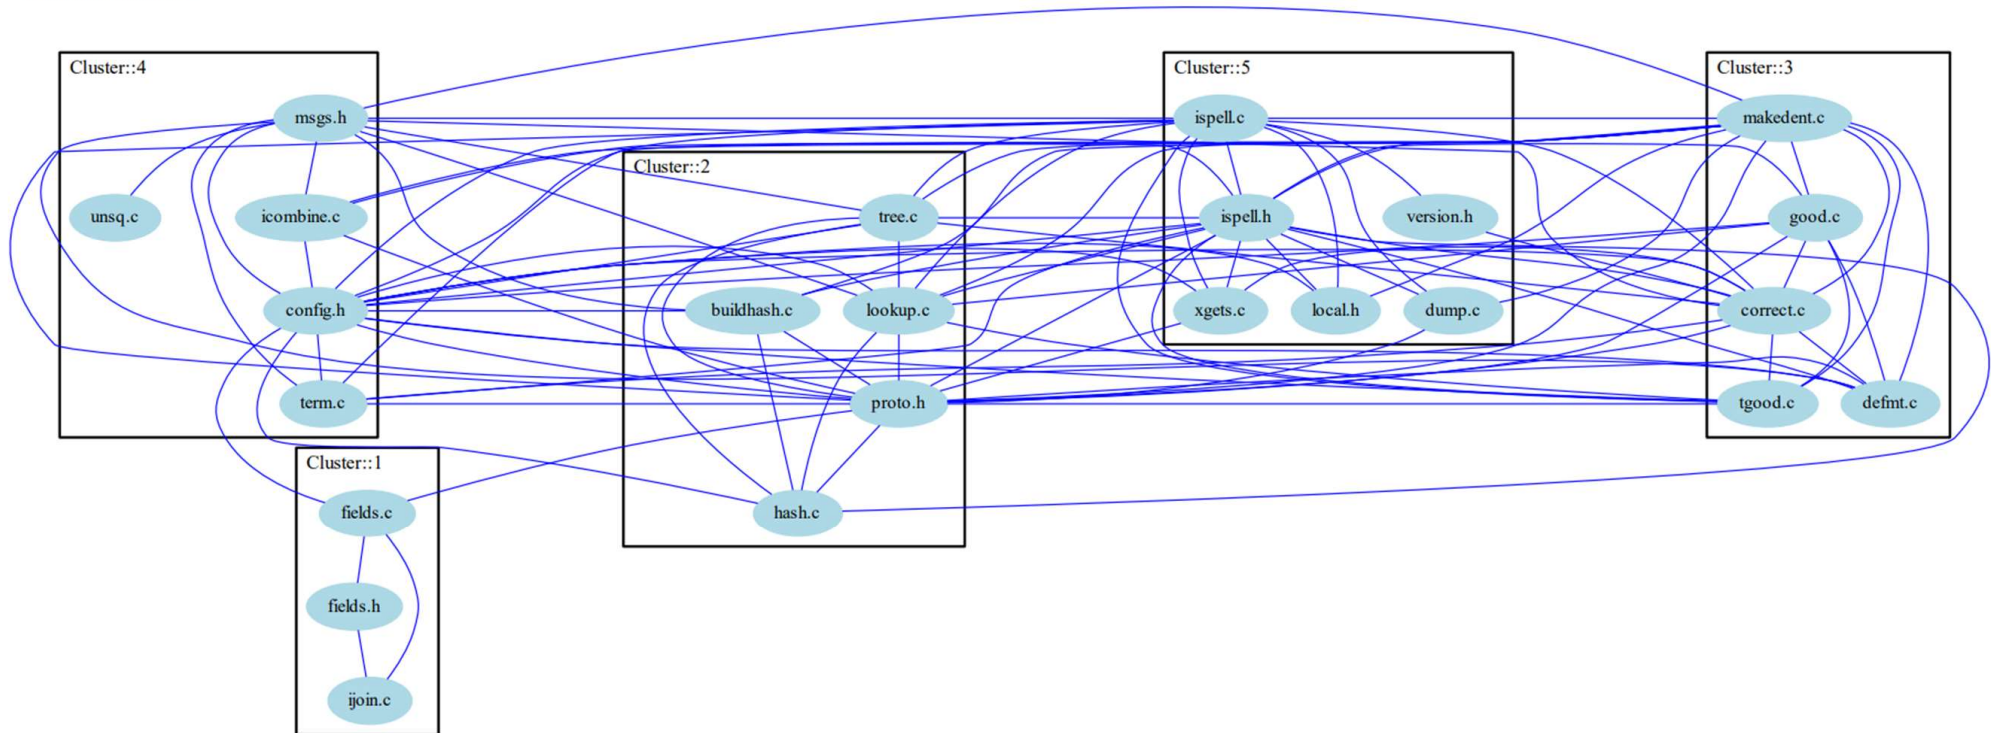 Cluster::4
Cluster::5
Cluster::3
msgs.h
ispell.c
makedent.c
Cluster::2
unsq.c
icombine.c
tree.c
ispell.h
version.h
good.c
config.h
buildhash.c
lookup.c
xgets.c
local.h
dump.c
correct.c
term.c
proto.h
tgood.c
defmt.c
Cluster::1
fields.c
hash.c
fields.h
ijoin.c